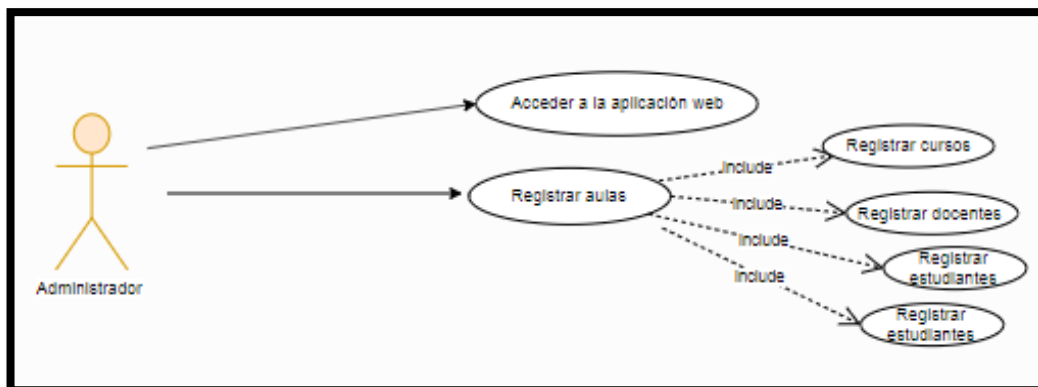 Acceder a la aplicación web
Registrar cursos
Include
Registrar aulas
Include
Registrar docentes
Include
Registrar
estudiantes
Include
Administrador
Registrar
estudiantes